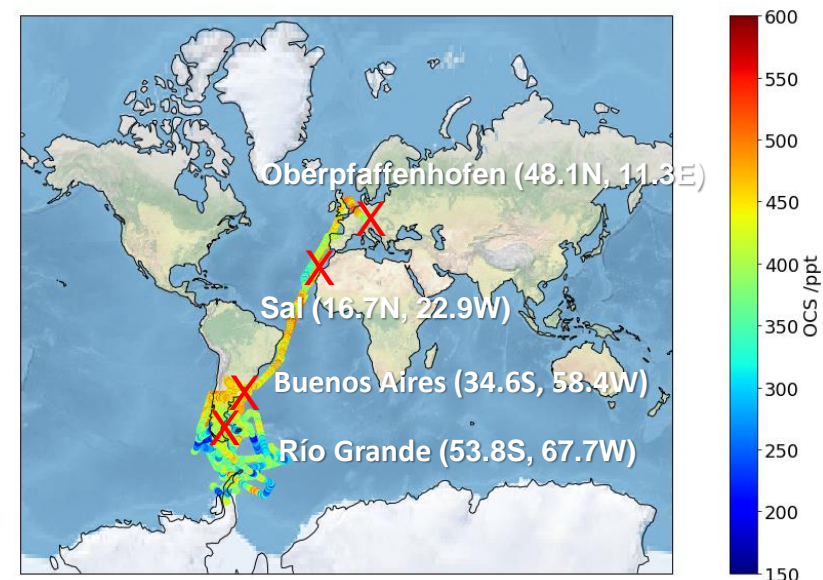 Oberpfaffenhofen (48.1N, 11.3E)
Sal (16.7N, 22.9W)
Buenos Aires (34.6S, 58.4W)
Río Grande (53.8S, 67.7W)
600
550
500
450
400
350
300
250
200
150
OCS /ppt